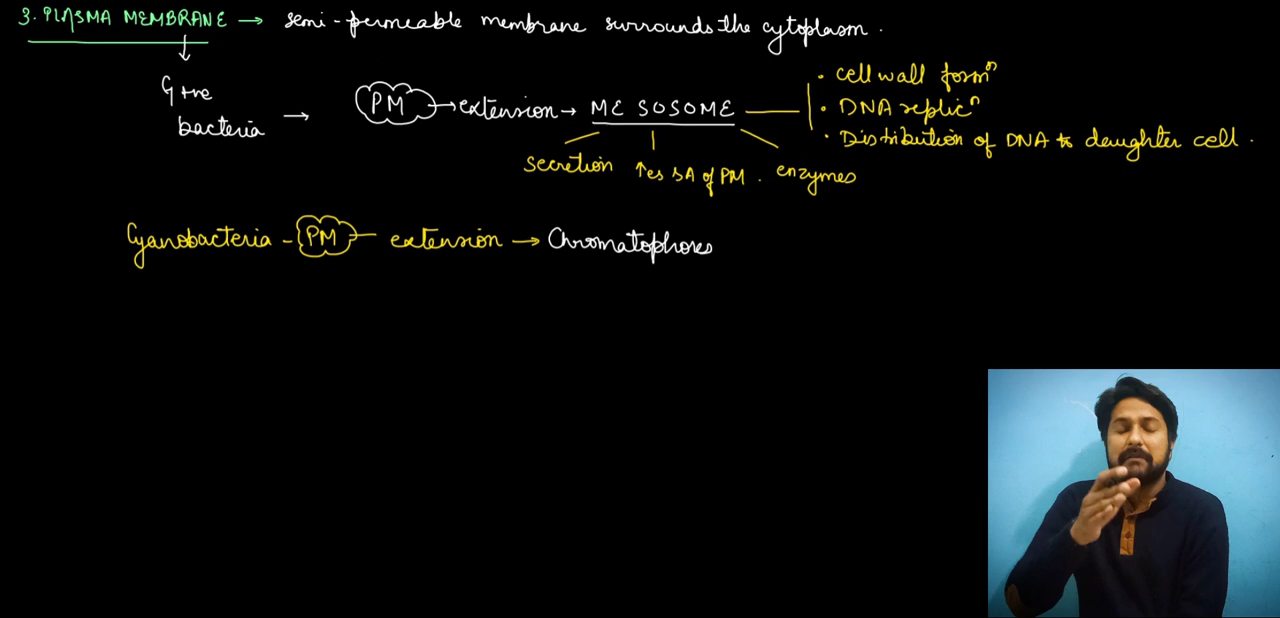 3. PLASMA MEMBRANE → semi-permeable membrane surrounds the cytoplasm.
G +ve bacteria → PM → extension → MESOSOME
• cell wall formⁿ
• DNA replicⁿ
• Distribution of DNA to daughter cell.
secretion ↑es SA of PM. enzymes
Cyanobacteria - PM - extension → Chromatophores